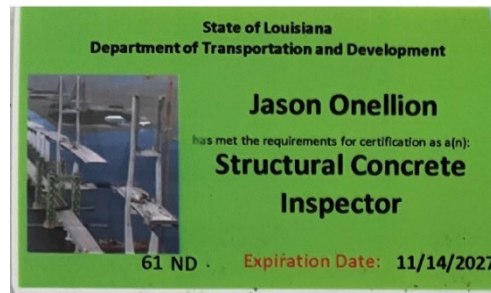 State of Louisiana
Department of Transportation and Development
Jason Onellion
has met the requirements for certification as a(n):
Structural Concrete
Inspector
61 ND .
Expiration Date: 11/14/2027